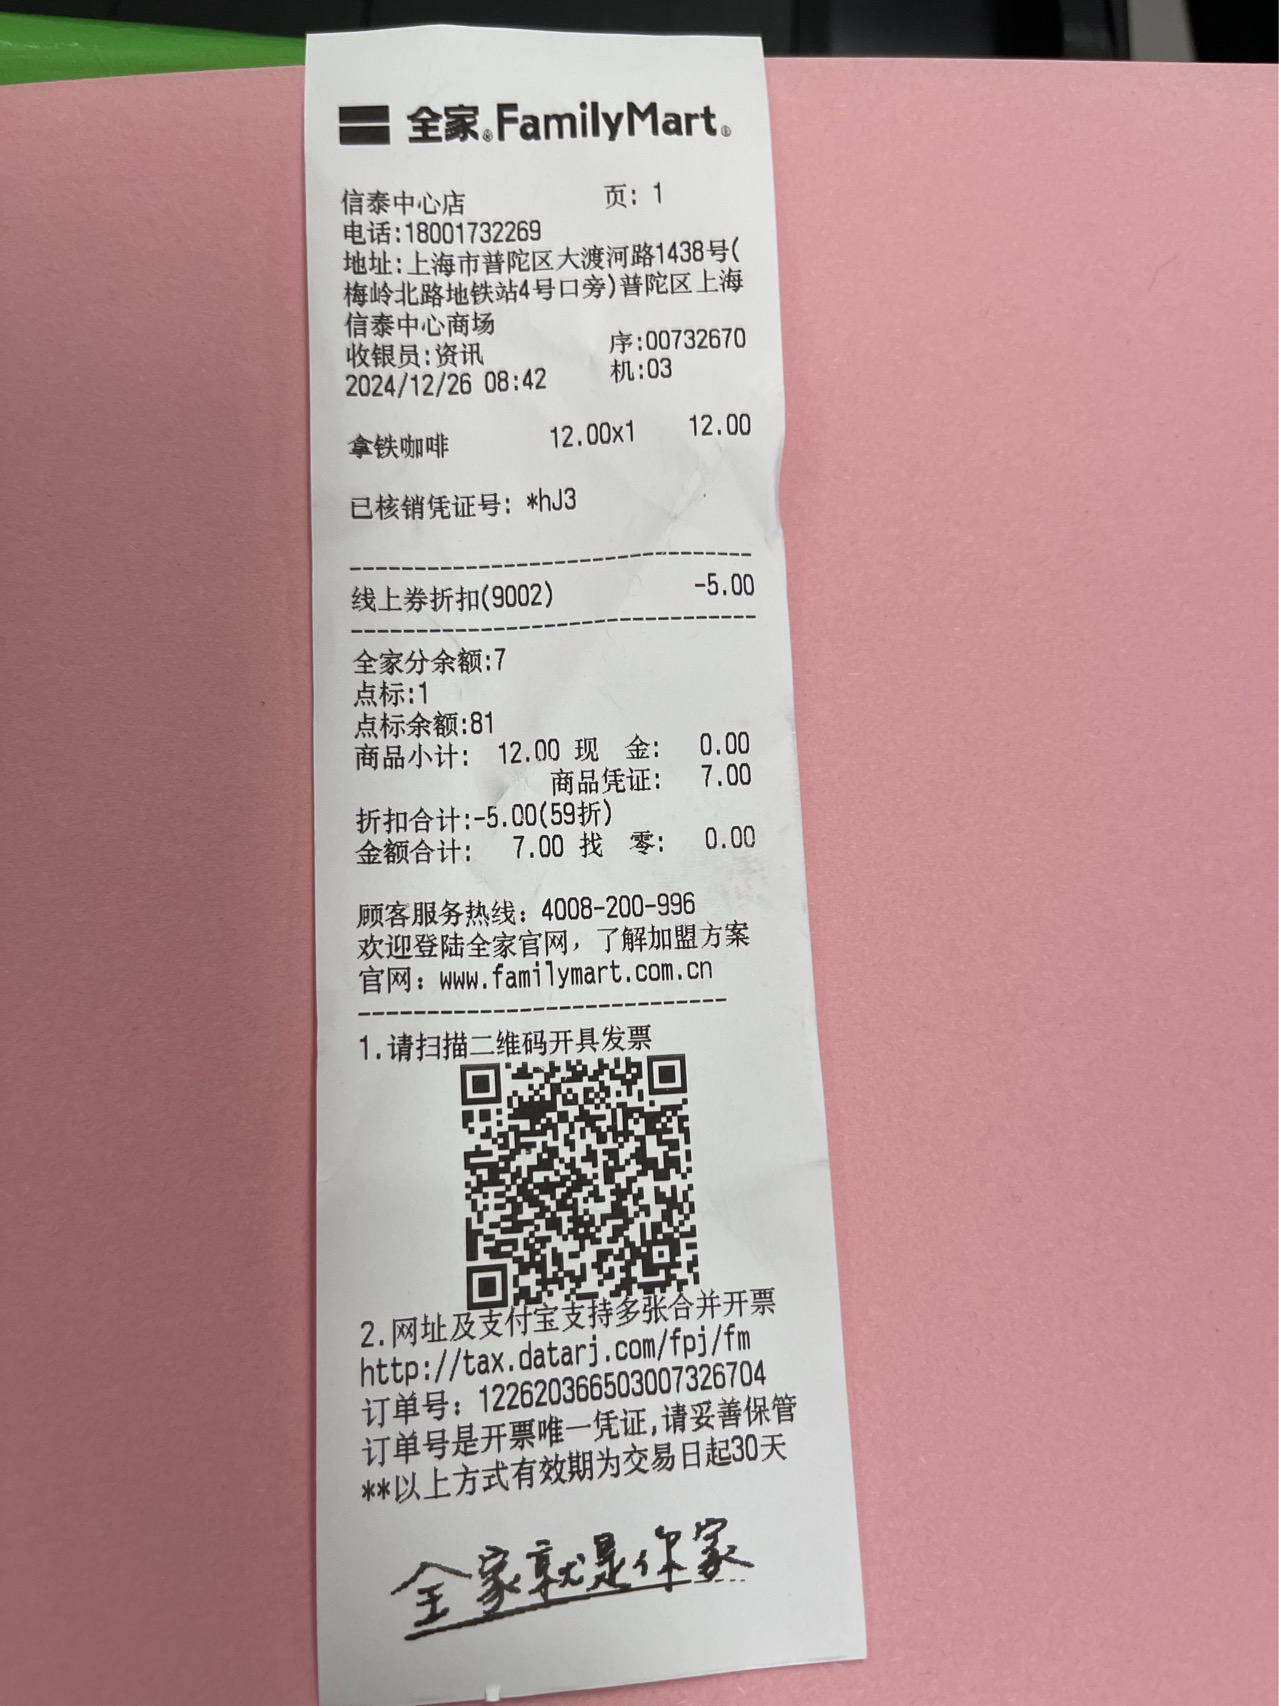 全家®FamilyMart®
信泰中心店 页: 1
电话:18001732269
地址:上海市普陀区大渡河路1438号(
梅岭北路地铁站4号口旁)普陀区上海
信泰中心商场
收银员:资讯 序:00732670
2024/12/26 08:42 机:03
拿铁咖啡 12.00x1 12.00
已核销凭证号: *hJ3
线上券折扣(9002) -5.00
全家分余额:7
点标:1
点标余额:81
商品小计: 12.00 现 金: 0.00
商品凭证: 7.00
折扣合计:-5.00(59折)
金额合计: 7.00 找 零: 0.00
顾客服务热线: 4008-200-996
欢迎登陆全家官网, 了解加盟方案
官网: www.familymart.com.cn
1.请扫描二维码开具发票
2.网址及支付宝支持多张合并开票
http://tax.datarj.com/fpj/fm
订单号: 122620366503007326704
订单号是开票唯一凭证,请妥善保管
**以上方式有效期为交易日起30天
全家就是你家